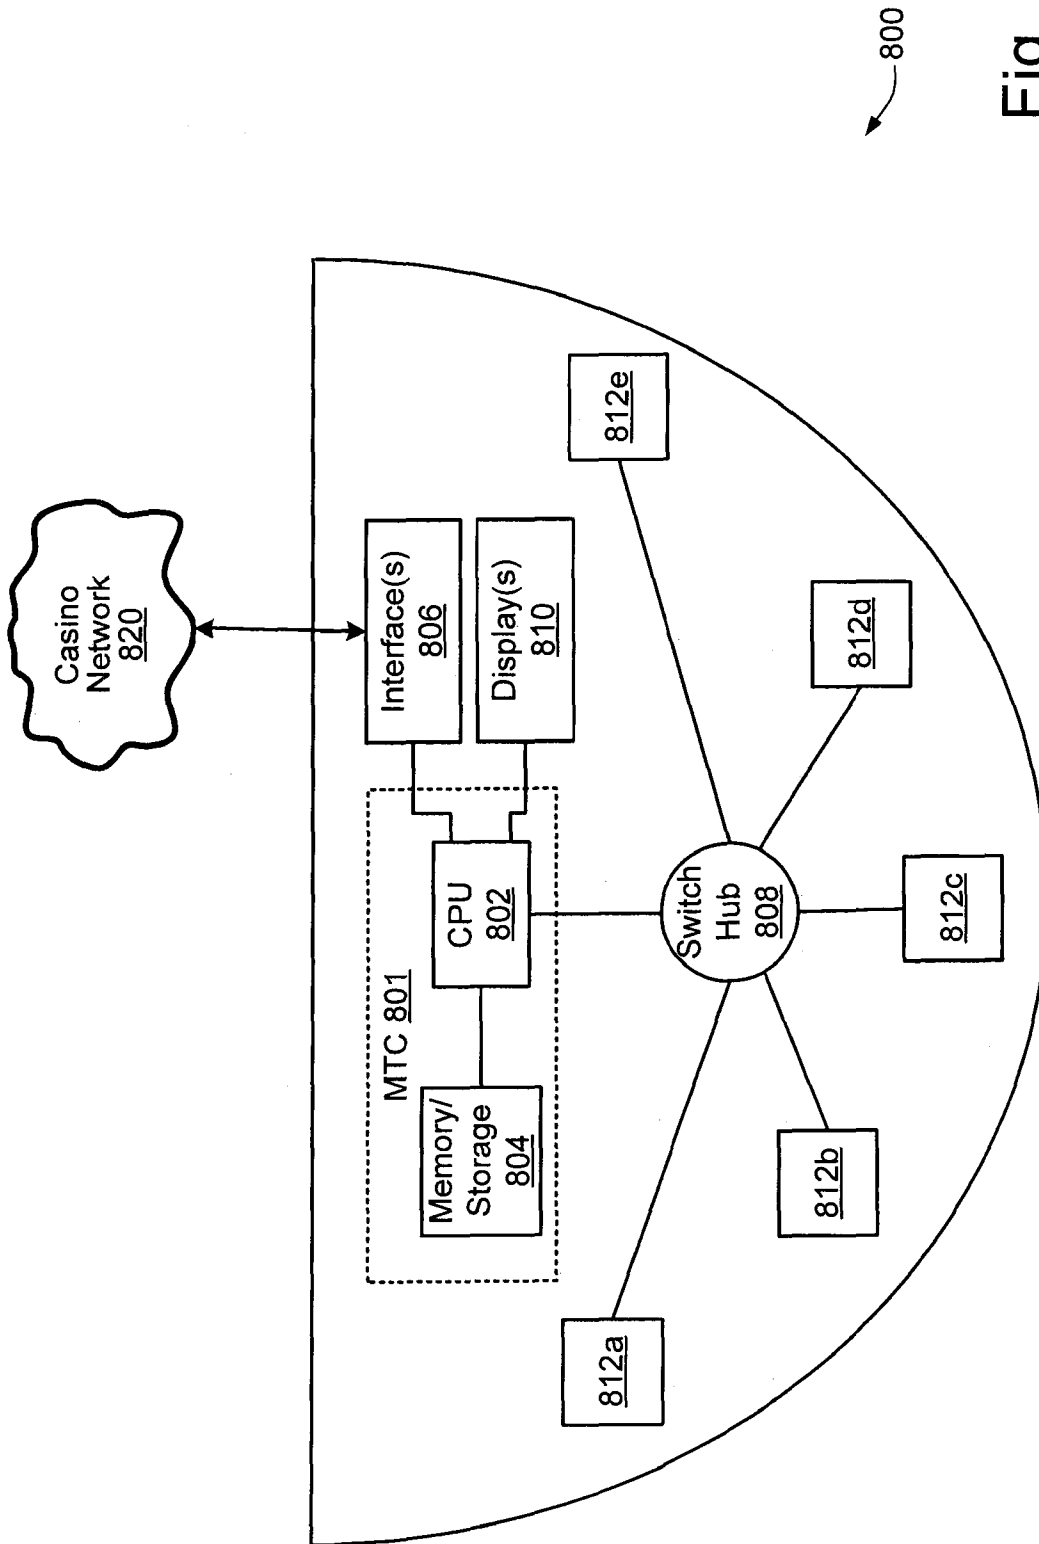 Casino
Network
820
Interface(s)
806
Display(s)
810
MTC 801
CPU
802
Memory/
Storage
804
Switch
Hub
808
812a
812b
812c
812d
812e
800
Fig